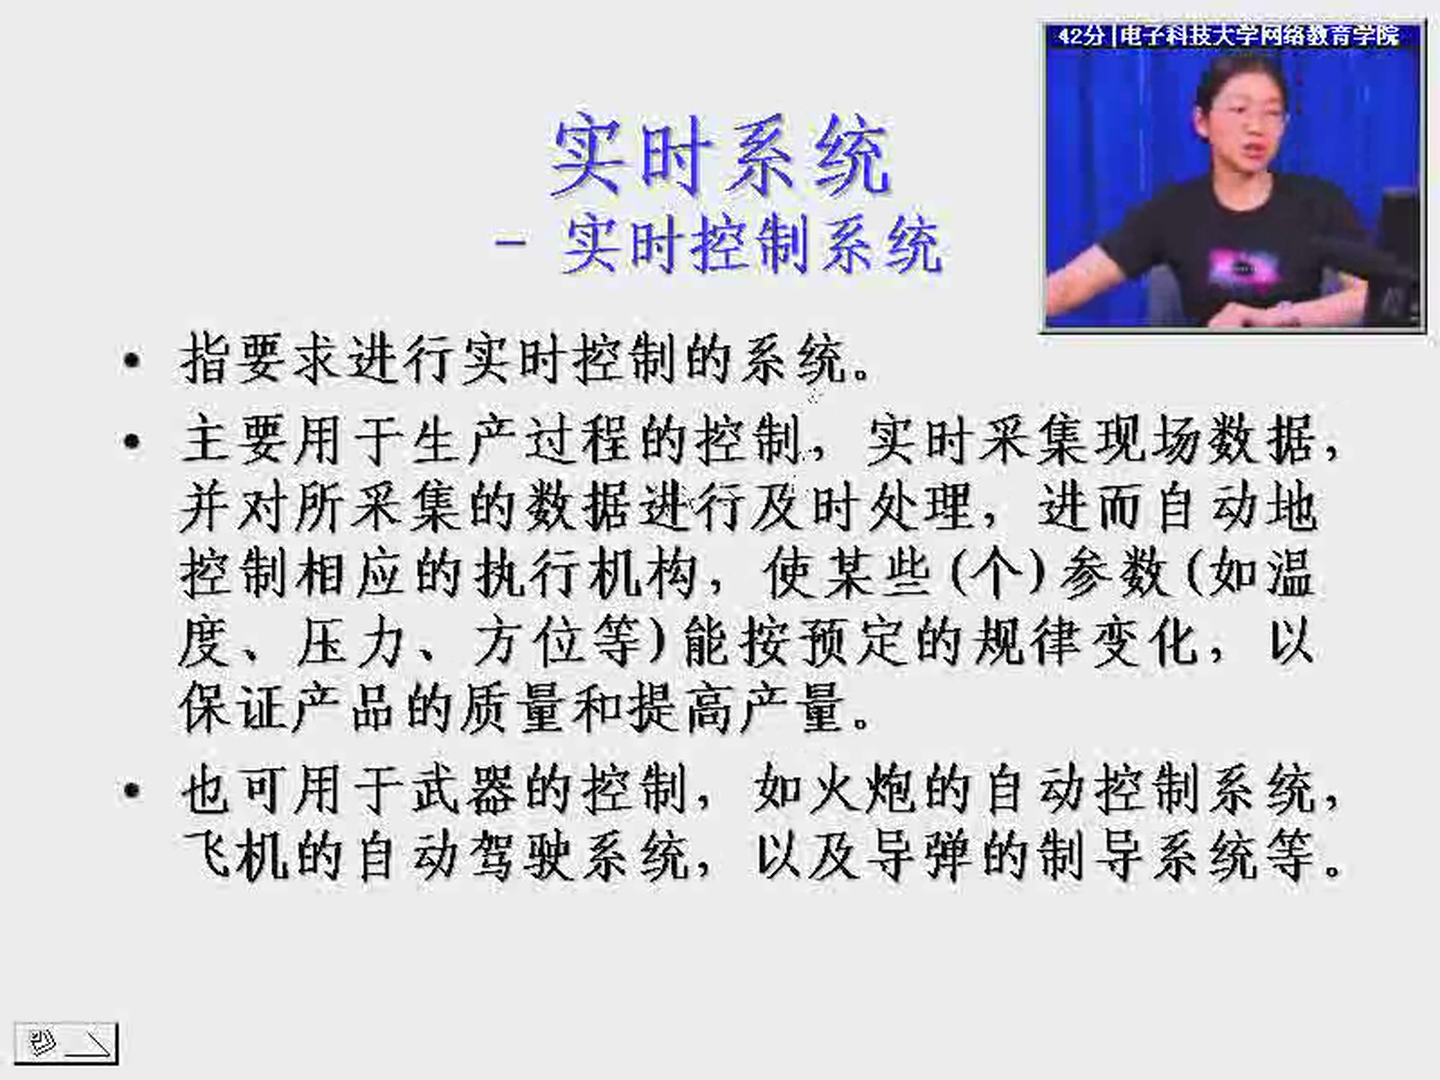 42分|电子科技大学网络教育学院
实时系统
- 实时控制系统
• 指要求进行实时控制的系统。
• 主要用于生产过程的控制，实时采集现场数据，
并对所采集的数据进行及时处理，进而自动地
控制相应的执行机构，使某些(个)参数(如温
度、压力、方位等)能按预定的规律变化，以
保证产品的质量和提高产量。
• 也可用于武器的控制，如火炮的自动控制系统，
飞机的自动驾驶系统，以及导弹的制导系统等。